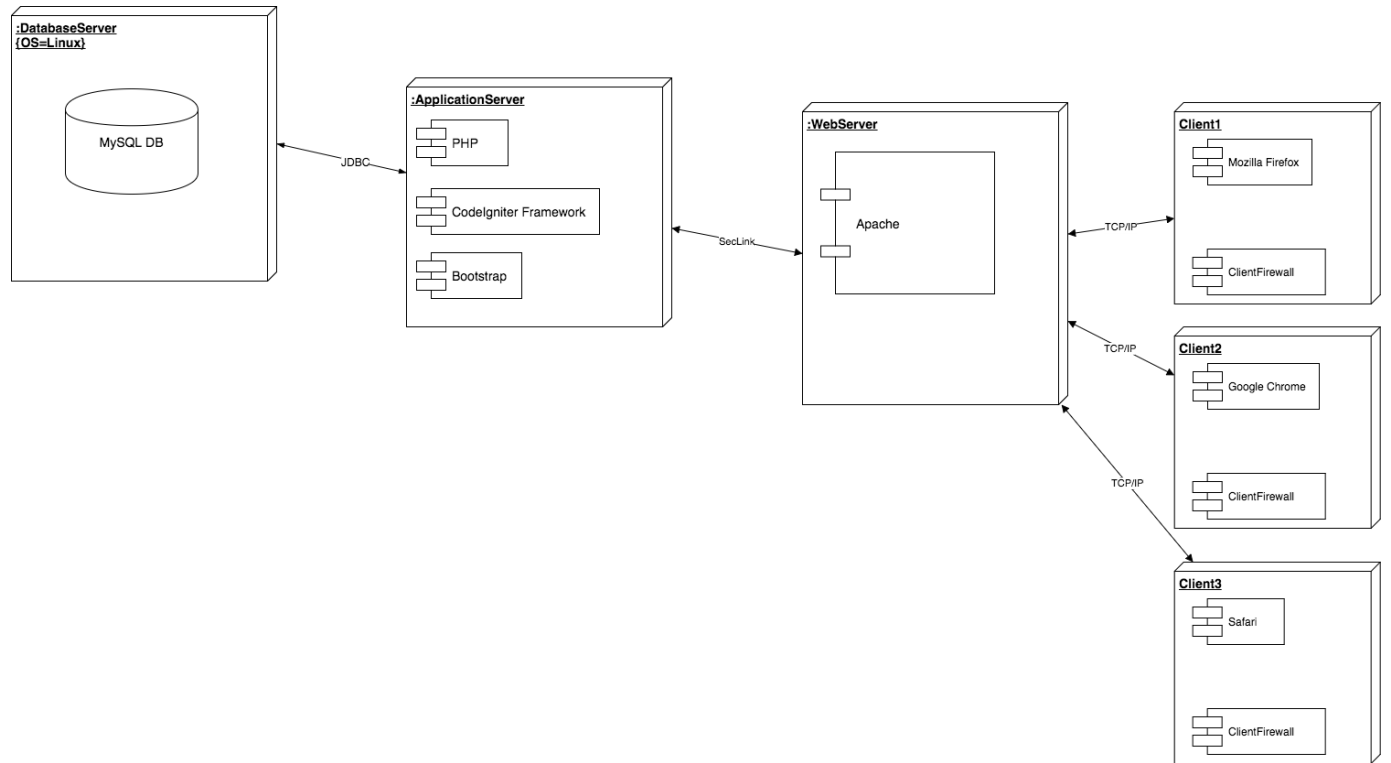 :DatabaseServer
{OS=Linux}
MySQL DB
JDBC
:ApplicationServer
PHP
CodeIgniter Framework
Bootstrap
SecLink
:WebServer
Apache
TCP/IP
TCP/IP
TCP/IP
Client1
Mozilla Firefox
ClientFirewall
Client2
Google Chrome
ClientFirewall
Client3
Safari
ClientFirewall